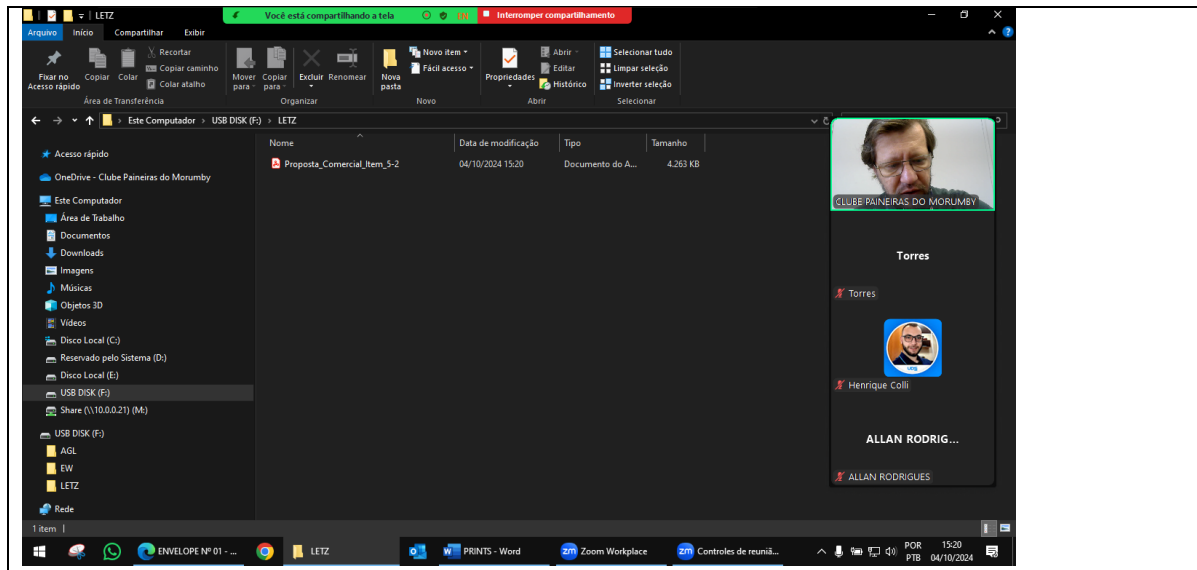 LETZ
Você está compartilhando a tela
Interromper compartilhamento
Arquivo Início Compartilhar Exibir
Fixar no Acesso rápido
Copiar
Colar
Recortar
Copiar caminho
Colar atalho
Mover para
Copiar para
Excluir
Renomear
Nova pasta
Novo item
Fácil acesso
Propriedades
Abrir
Editar
Histórico
Selecionar tudo
Limpar seleção
Inverter seleção
Área de Transferência Organizar Novo Abrir Selecionar
Este Computador > USB DISK (F:) > LETZ
Nome Data de modificação Tipo Tamanho
Proposta_Comercial_Item_5-2 04/10/2024 15:20 Documento do A... 4.263 KB
Acesso rápido
OneDrive - Clube Paineiras do Morumby
Este Computador
Área de Trabalho
Documentos
Downloads
Imagens
Músicas
Objetos 3D
Vídeos
Disco Local (C:)
Reservado pelo Sistema (D:)
Disco Local (E:)
USB DISK (F:)
Share (\\10.0.0.21) (M:)
USB DISK (F:)
AGL
EW
LETZ
Rede
1 item
CLUBE PAINEIRAS DO MORUMBY
Torres
Torres
Henrique Colli
ALLAN RODRIG...
ALLAN RODRIGUES
ENVELOPE Nº 01 - ...
LETZ
PRINTS - Word
Zoom Workplace
Controles de reuniã...
POR
PTB
15:20
04/10/2024